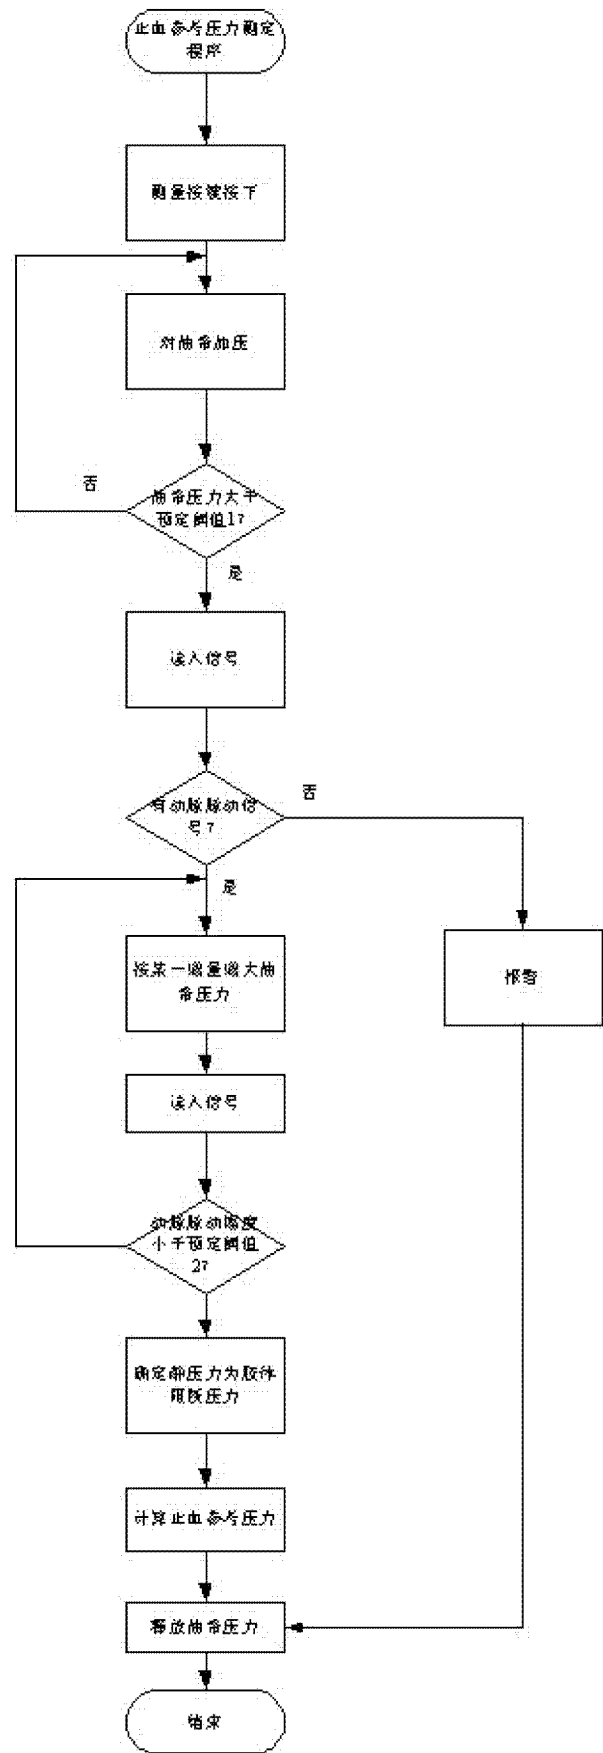 止血参考压力测定
程序
测量按键按下
对袖带加压
否
袖带压力大于
预定阈值1?
是
读入信号
否
有动脉脉动信
号?
是
按某一增量增大袖
带压力
报警
读入信号
动脉脉动幅度
小于预定阈值
2?
确定静压力为肢体
阻断压力
计算止血参考压力
释放袖带压力
结束